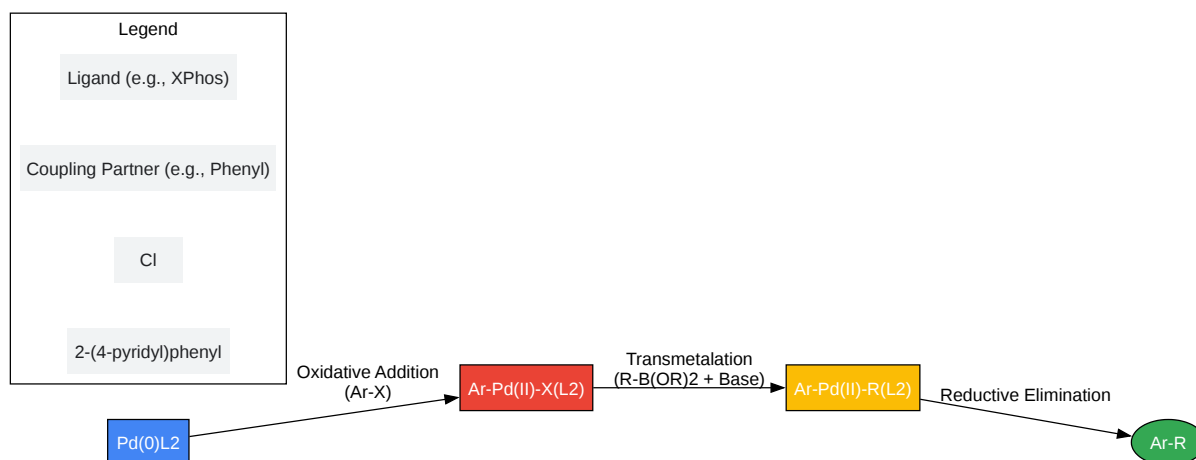 Legend
Ligand (e.g., XPhos)
Coupling Partner (e.g., Phenyl)
Cl
2-(4-pyridyl)phenyl
Pd(0)L2
Oxidative Addition
(Ar-X)
Ar-Pd(II)-X(L2)
Transmetalation
(R-B(OR)2 + Base)
Ar-Pd(II)-R(L2)
Reductive Elimination
Ar-R